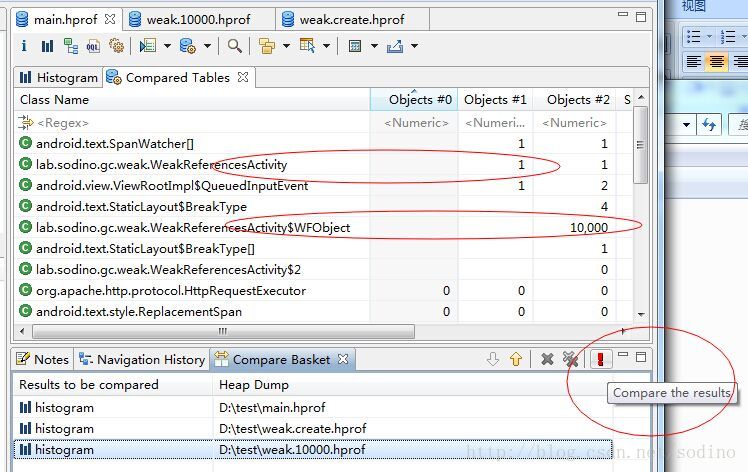 main.hprof weak.10000.hprof weak.create.hprof
视图
Histogram Compared Tables
Class Name Objects #0 Objects #1 Objects #2 S
<Regex> <Numeric> <Numeri... <Numeric>
android.text.SpanWatcher[] 1 1
lab.sodino.gc.weak.WeakReferencesActivity 1 1
android.view.ViewRootImpl$QueuedInputEvent 1 2
android.text.StaticLayout$BreakType 4
lab.sodino.gc.weak.WeakReferencesActivity$WFObject 10,000
android.text.StaticLayout$BreakType[] 1
lab.sodino.gc.weak.WeakReferencesActivity$2 0
org.apache.http.protocol.HttpRequestExecutor 0 0 0
android.text.style.ReplacementSpan 0 0 0
Notes Navigation History Compare Basket
Results to be compared Heap Dump
Compare the results
histogram D:\test\main.hprof
histogram D:\test\weak.create.hprof
histogram D:\test\weak.10000.hprof
http://blog.csdn.net/sodino